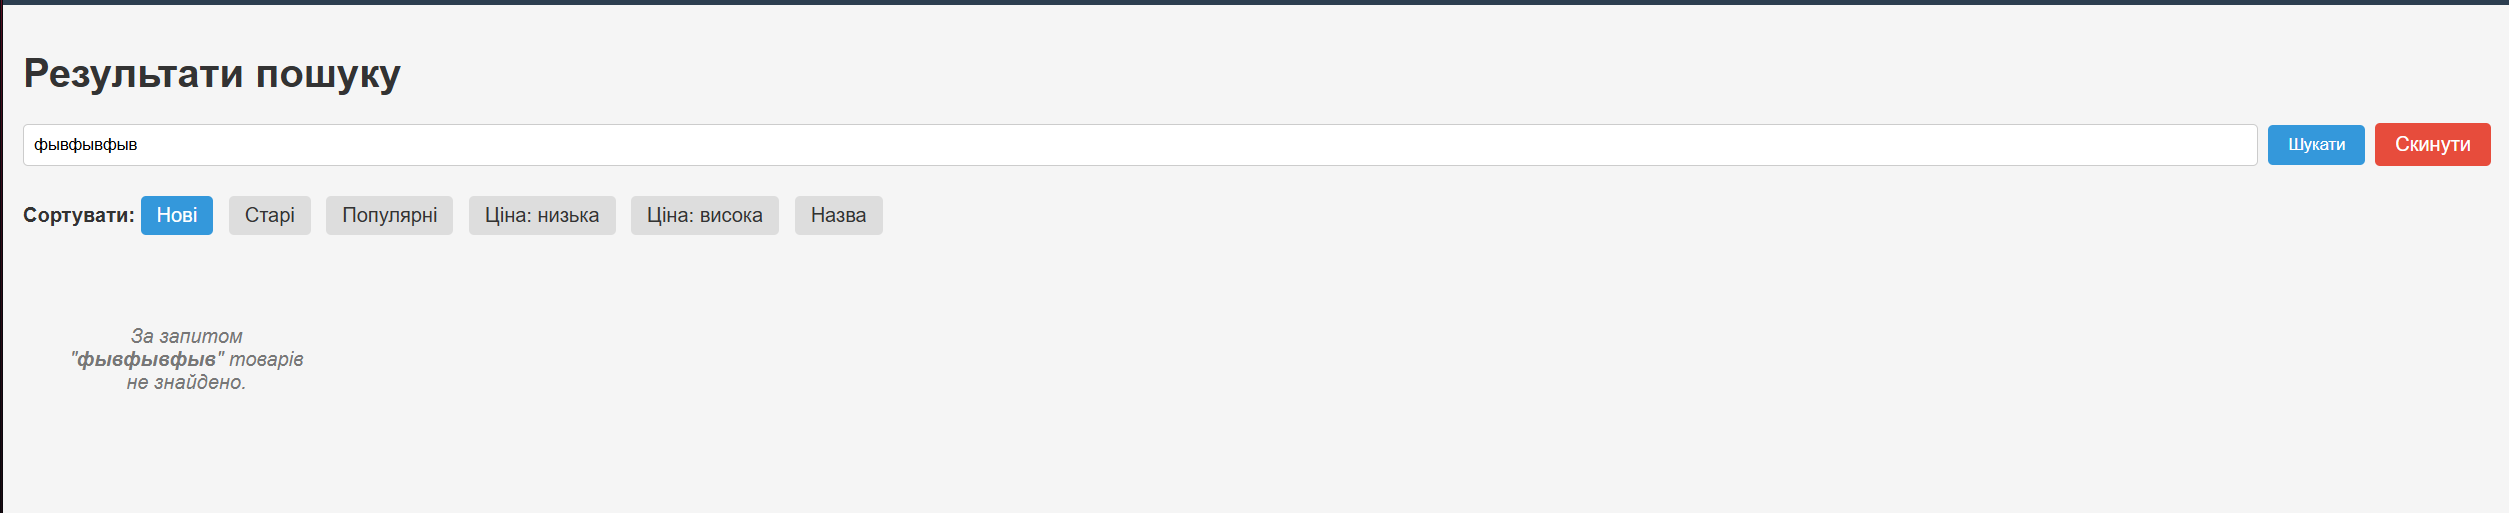 Результати пошуку
фывфывфыв Шукати Скинути
Сортувати: Нові Старі Популярні Ціна: низька Ціна: висока Назва
За запитом
"фывфывфыв" товарів
не знайдено.